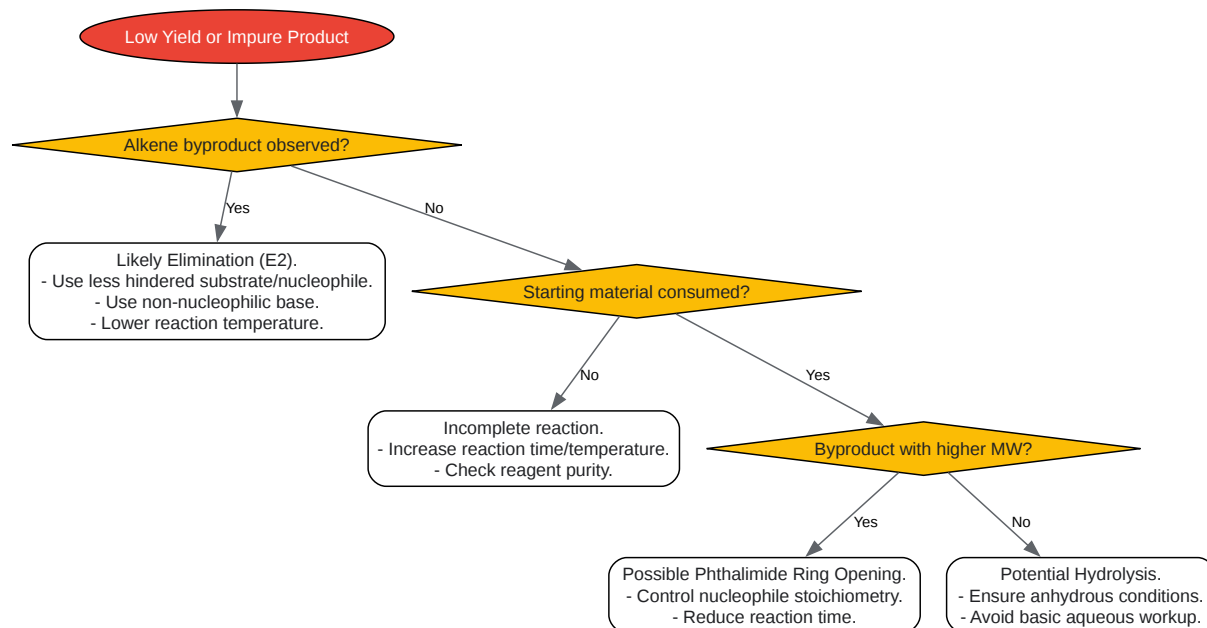 Low Yield or Impure Product
Alkene byproduct observed?
Yes
No
Likely Elimination (E2).
- Use less hindered substrate/nucleophile.
- Use non-nucleophilic base.
- Lower reaction temperature.
Starting material consumed?
No
Yes
Incomplete reaction.
- Increase reaction time/temperature.
- Check reagent purity.
Byproduct with higher MW?
Yes
No
Possible Phthalimide Ring Opening.
- Control nucleophile stoichiometry.
- Reduce reaction time.
Potential Hydrolysis.
- Ensure anhydrous conditions.
- Avoid basic aqueous workup.